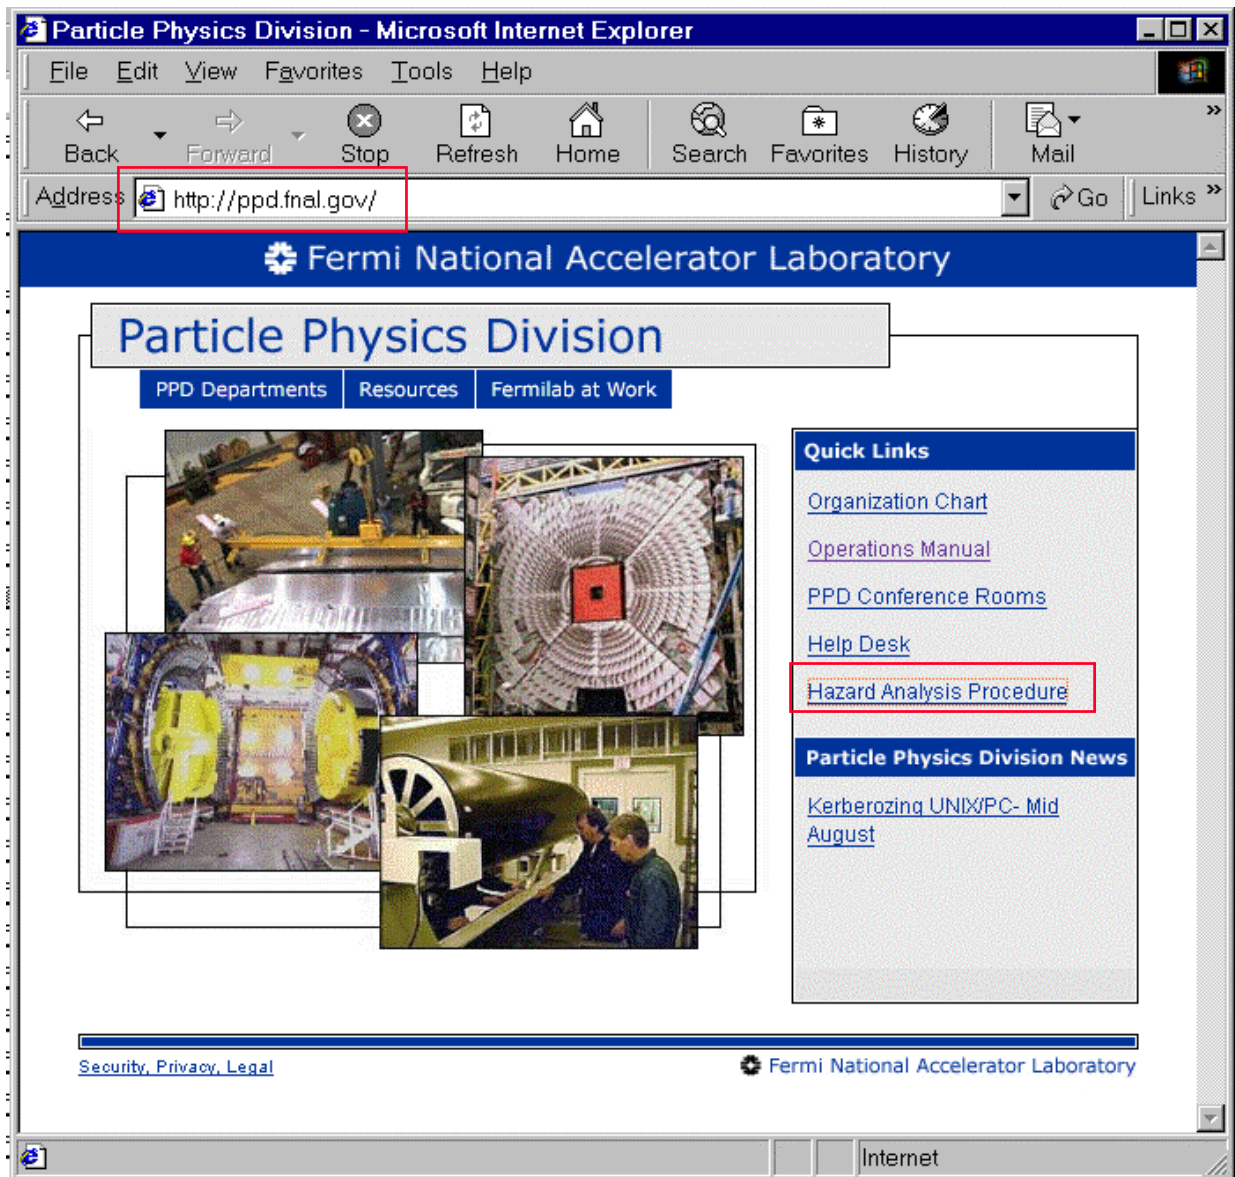 Particle Physics Division - Microsoft Internet Explorer
File Edit View Favorites Tools Help
Back Forward Stop Refresh Home Search Favorites History Mail »
Address http://ppd.fnal.gov/ Go Links »
Fermi National Accelerator Laboratory
Particle Physics Division
PPD Departments Resources Fermilab at Work
Quick Links
Organization Chart
Operations Manual
PPD Conference Rooms
Help Desk
Hazard Analysis Procedure
Particle Physics Division News
Kerberozing UNIX/PC- Mid
August
Security, Privacy, Legal
Fermi National Accelerator Laboratory
Internet